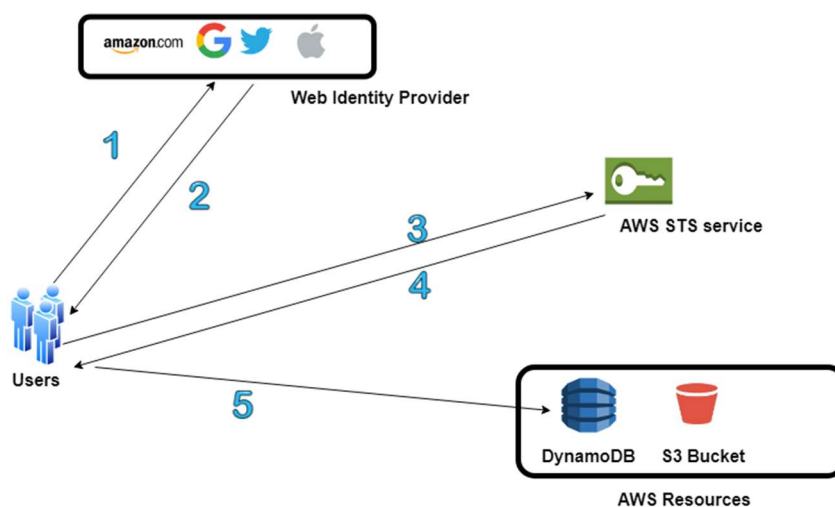 amazon.com
Web Identity Provider
1
2
3
AWS STS service
4
Users
5
DynamoDB
S3 Bucket
AWS Resources